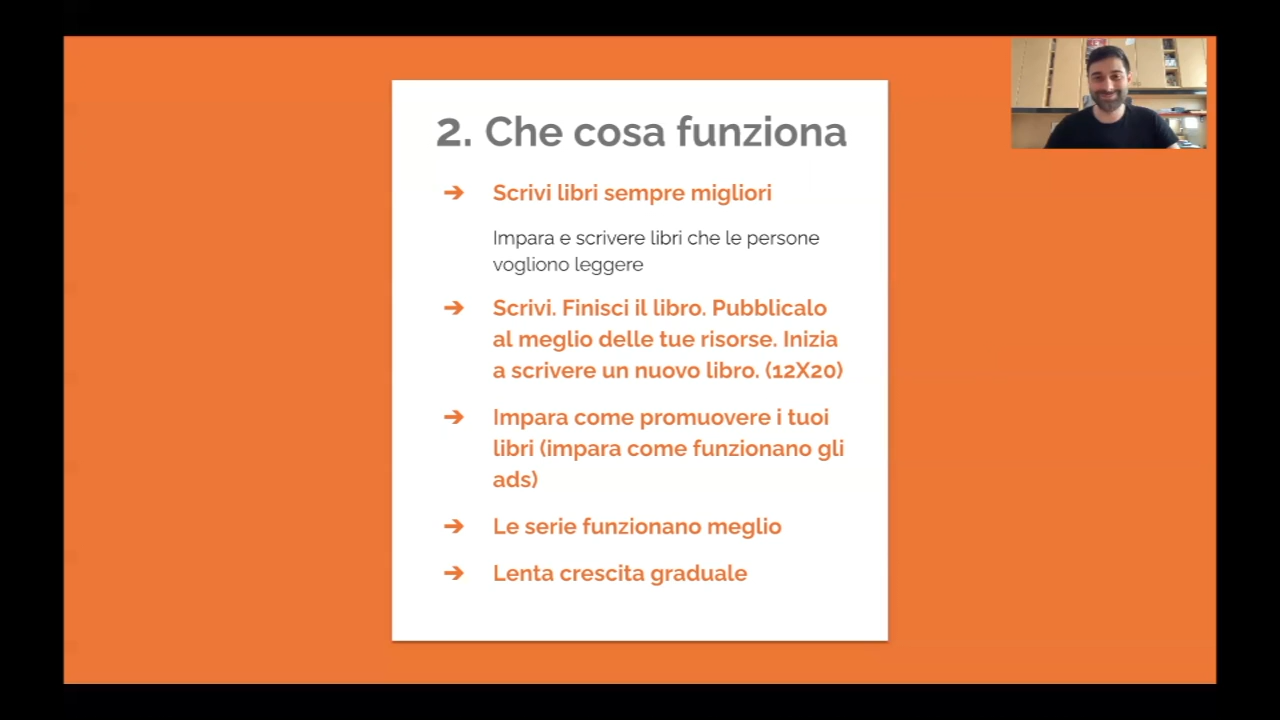 2. Che cosa funziona
➔ Scrivi libri sempre migliori
Impara e scrivere libri che le persone
vogliono leggere
➔ Scrivi. Finisci il libro. Pubblicalo
al meglio delle tue risorse. Inizia
a scrivere un nuovo libro. (12X20)
➔ Impara come promuovere i tuoi
libri (impara come funzionano gli
ads)
➔ Le serie funzionano meglio
➔ Lenta crescita graduale